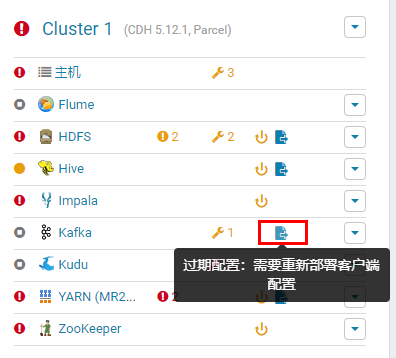 Cluster 1 (CDH 5.12.1, Parcel)
主机 3
Flume
HDFS 2 2
Hive
Impala
Kafka 1
过期配置：需要重新部署客户端
配置
Kudu
YARN (MR2... 2
ZooKeeper